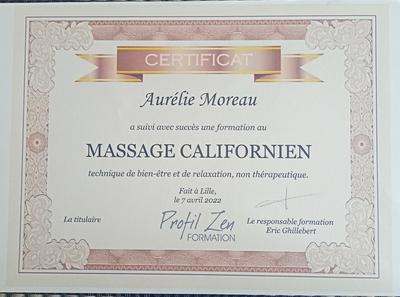 CERTIFICAT
Aurélie Moreau
a suivi avec succès une formation au
MASSAGE CALIFORNIEN
technique de bien-être et de relaxation, non thérapeutique.
Fait à Lille,
le 7 avril 2022
La titulaire
Profil Zen
FORMATION
Le responsable formation
Eric Ghillebert